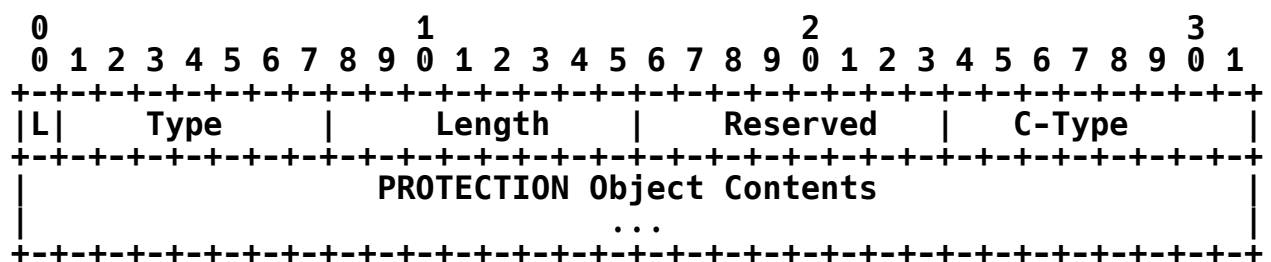 0                   1                   2                   3
 0 1 2 3 4 5 6 7 8 9 0 1 2 3 4 5 6 7 8 9 0 1 2 3 4 5 6 7 8 9 0 1
+-+-+-+-+-+-+-+-+-+-+-+-+-+-+-+-+-+-+-+-+-+-+-+-+-+-+-+-+-+-+-+-+
|L|    Type     |     Length    |    Reserved   |   C-Type      |
+-+-+-+-+-+-+-+-+-+-+-+-+-+-+-+-+-+-+-+-+-+-+-+-+-+-+-+-+-+-+-+-+
|                  PROTECTION Object Contents                   |
|                              ...                              |
+-+-+-+-+-+-+-+-+-+-+-+-+-+-+-+-+-+-+-+-+-+-+-+-+-+-+-+-+-+-+-+-+